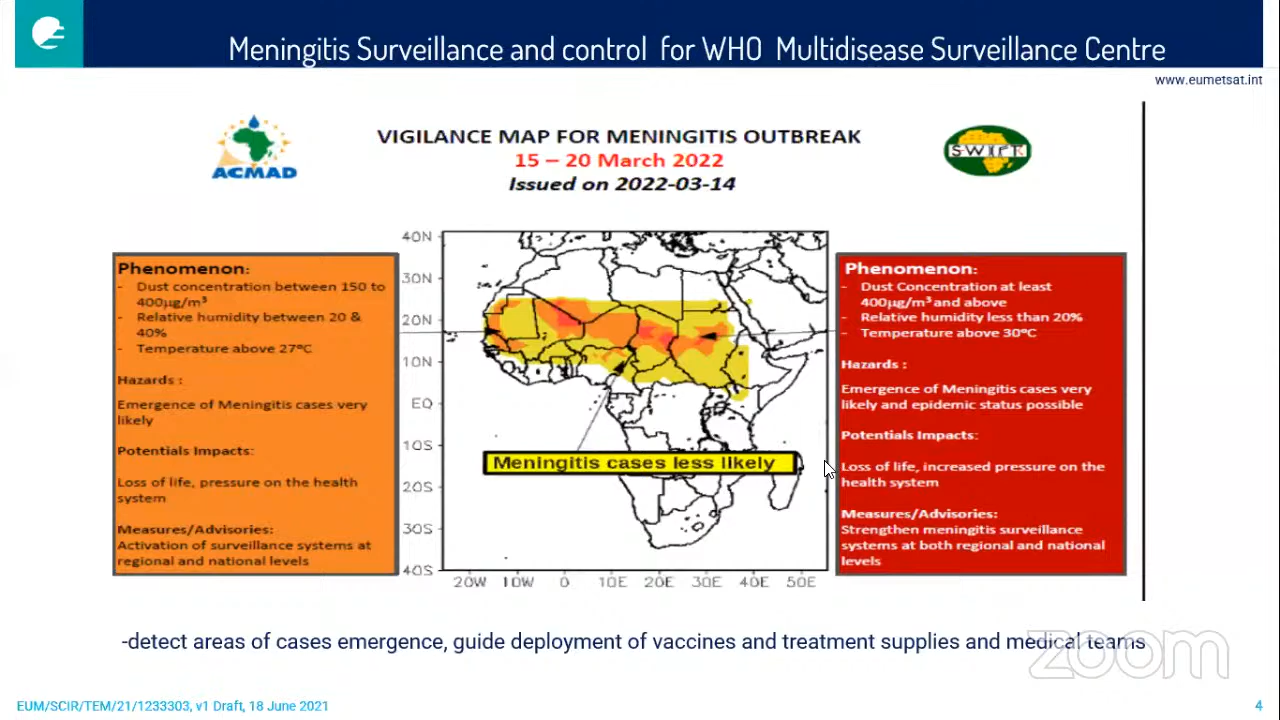 Meningitis Surveillance and control for WHO Multidisease Surveillance Centre
www.eumetsat.int
ACMAD
VIGILANCE MAP FOR MENINGITIS OUTBREAK
15 – 20 March 2022
Issued on 2022-03-14
SWIFT
Phenomenon:
- Dust concentration between 150 to
400µg/m³
- Relative humidity between 20 &
40%
- Temperature above 27°C
Hazards :
Emergence of Meningitis cases very
likely
Potentials Impacts:
Loss of life, pressure on the health
system
Measures/Advisories:
Activation of surveillance systems at
regional and national levels
40N
30N
20N
10N
EQ
10S
20S
30S
40S
20W 10W 0 10E 20E 30E 40E 50E
Meningitis cases less likely
Phenomenon:
- Dust Concentration at least
400µg/m³ and above
- Relative humidity less than 20%
- Temperature above 30°C
Hazards :
Emergence of Meningitis cases very
likely and epidemic status possible
Potentials Impacts:
Loss of life, increased pressure on the
health system
Measures/Advisories:
Strengthen meningitis surveillance
systems at both regional and national
levels
-detect areas of cases emergence, guide deployment of vaccines and treatment supplies and medical teams
zoom
EUM/SCIR/TEM/21/1233303, v1 Draft, 18 June 2021
4